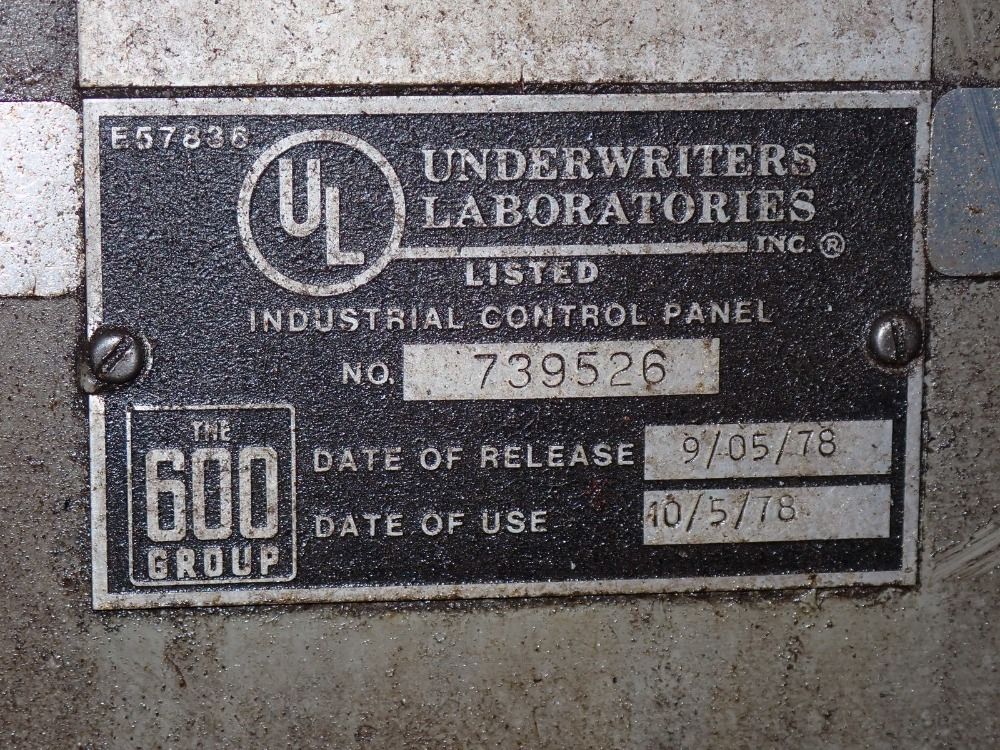 E57836
UL
UNDERWRITERS
LABORATORIES
INC. ®
LISTED
INDUSTRIAL CONTROL PANEL
NO. 739526
THE
600
GROUP
DATE OF RELEASE 9/05/78
DATE OF USE 10/5/78